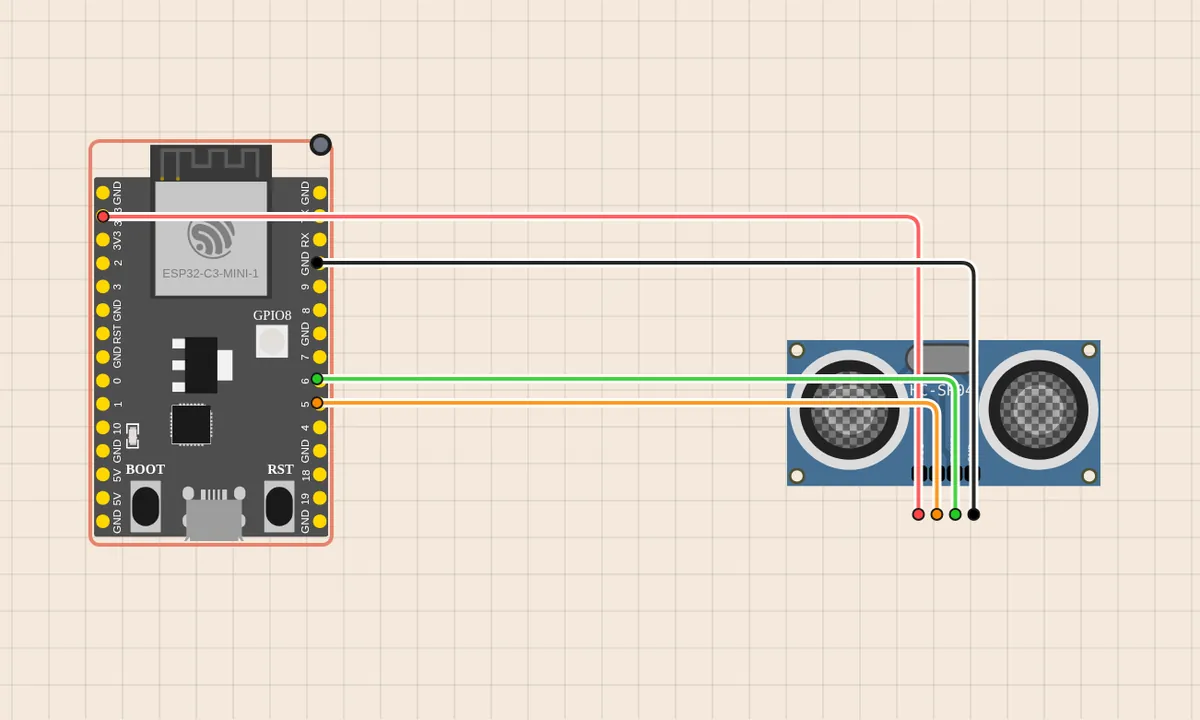 GND
GND
3V3
RX
2
GND
ESP32-C3-MINI-1
3
9
GND
8
GPIO8
RST
GND
GND
7
0
6
1
5
10
4
GND
GND
BOOT
RST
5V
18
5V
19
GND
GND